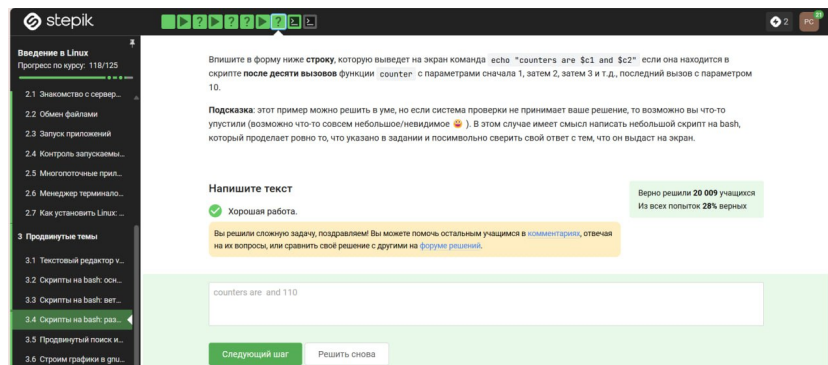 stepik
2
PC
21
Введение в Linux
Прогресс по курсу: 118/125
2.1 Знакомство с сервер...
2.2 Обмен файлами
2.3 Запуск приложений
2.4 Контроль запускаемы...
2.5 Многопоточные прил...
2.6 Менеджер терминало...
2.7 Как установить Linux: ...
3 Продвинутые темы
3.1 Текстовый редактор v...
3.2 Скрипты на bash: осн...
3.3 Скрипты на bash: вет...
3.4 Скрипты на bash: раз...
3.5 Продвинутый поиск и...
3.6 Строим графики в gnu...
Впишите в форму ниже строку, которую выведет на экран команда echo "counters are $c1 and $c2" если она находится в
скрипте после десяти вызовов функции counter с параметрами сначала 1, затем 2, затем 3 и т.д., последний вызов с параметром
10.
Подсказка: этот пример можно решить в уме, но если система проверки не принимает ваше решение, то возможно вы что-то
упустили (возможно что-то совсем небольшое/невидимое 😀 ). В этом случае имеет смысл написать небольшой скрипт на bash,
который проделает ровно то, что указано в задании и посимвольно сверить свой ответ с тем, что он выдаст на экран.
Напишите текст
Хорошая работа.
Верно решили 20 009 учащихся
Из всех попыток 28% верных
Вы решили сложную задачу, поздравляем! Вы можете помочь остальным учащимся в комментариях, отвечая
на их вопросы, или сравнить своё решение с другими на форуме решений.
counters are and 110
Следующий шаг
Решить снова